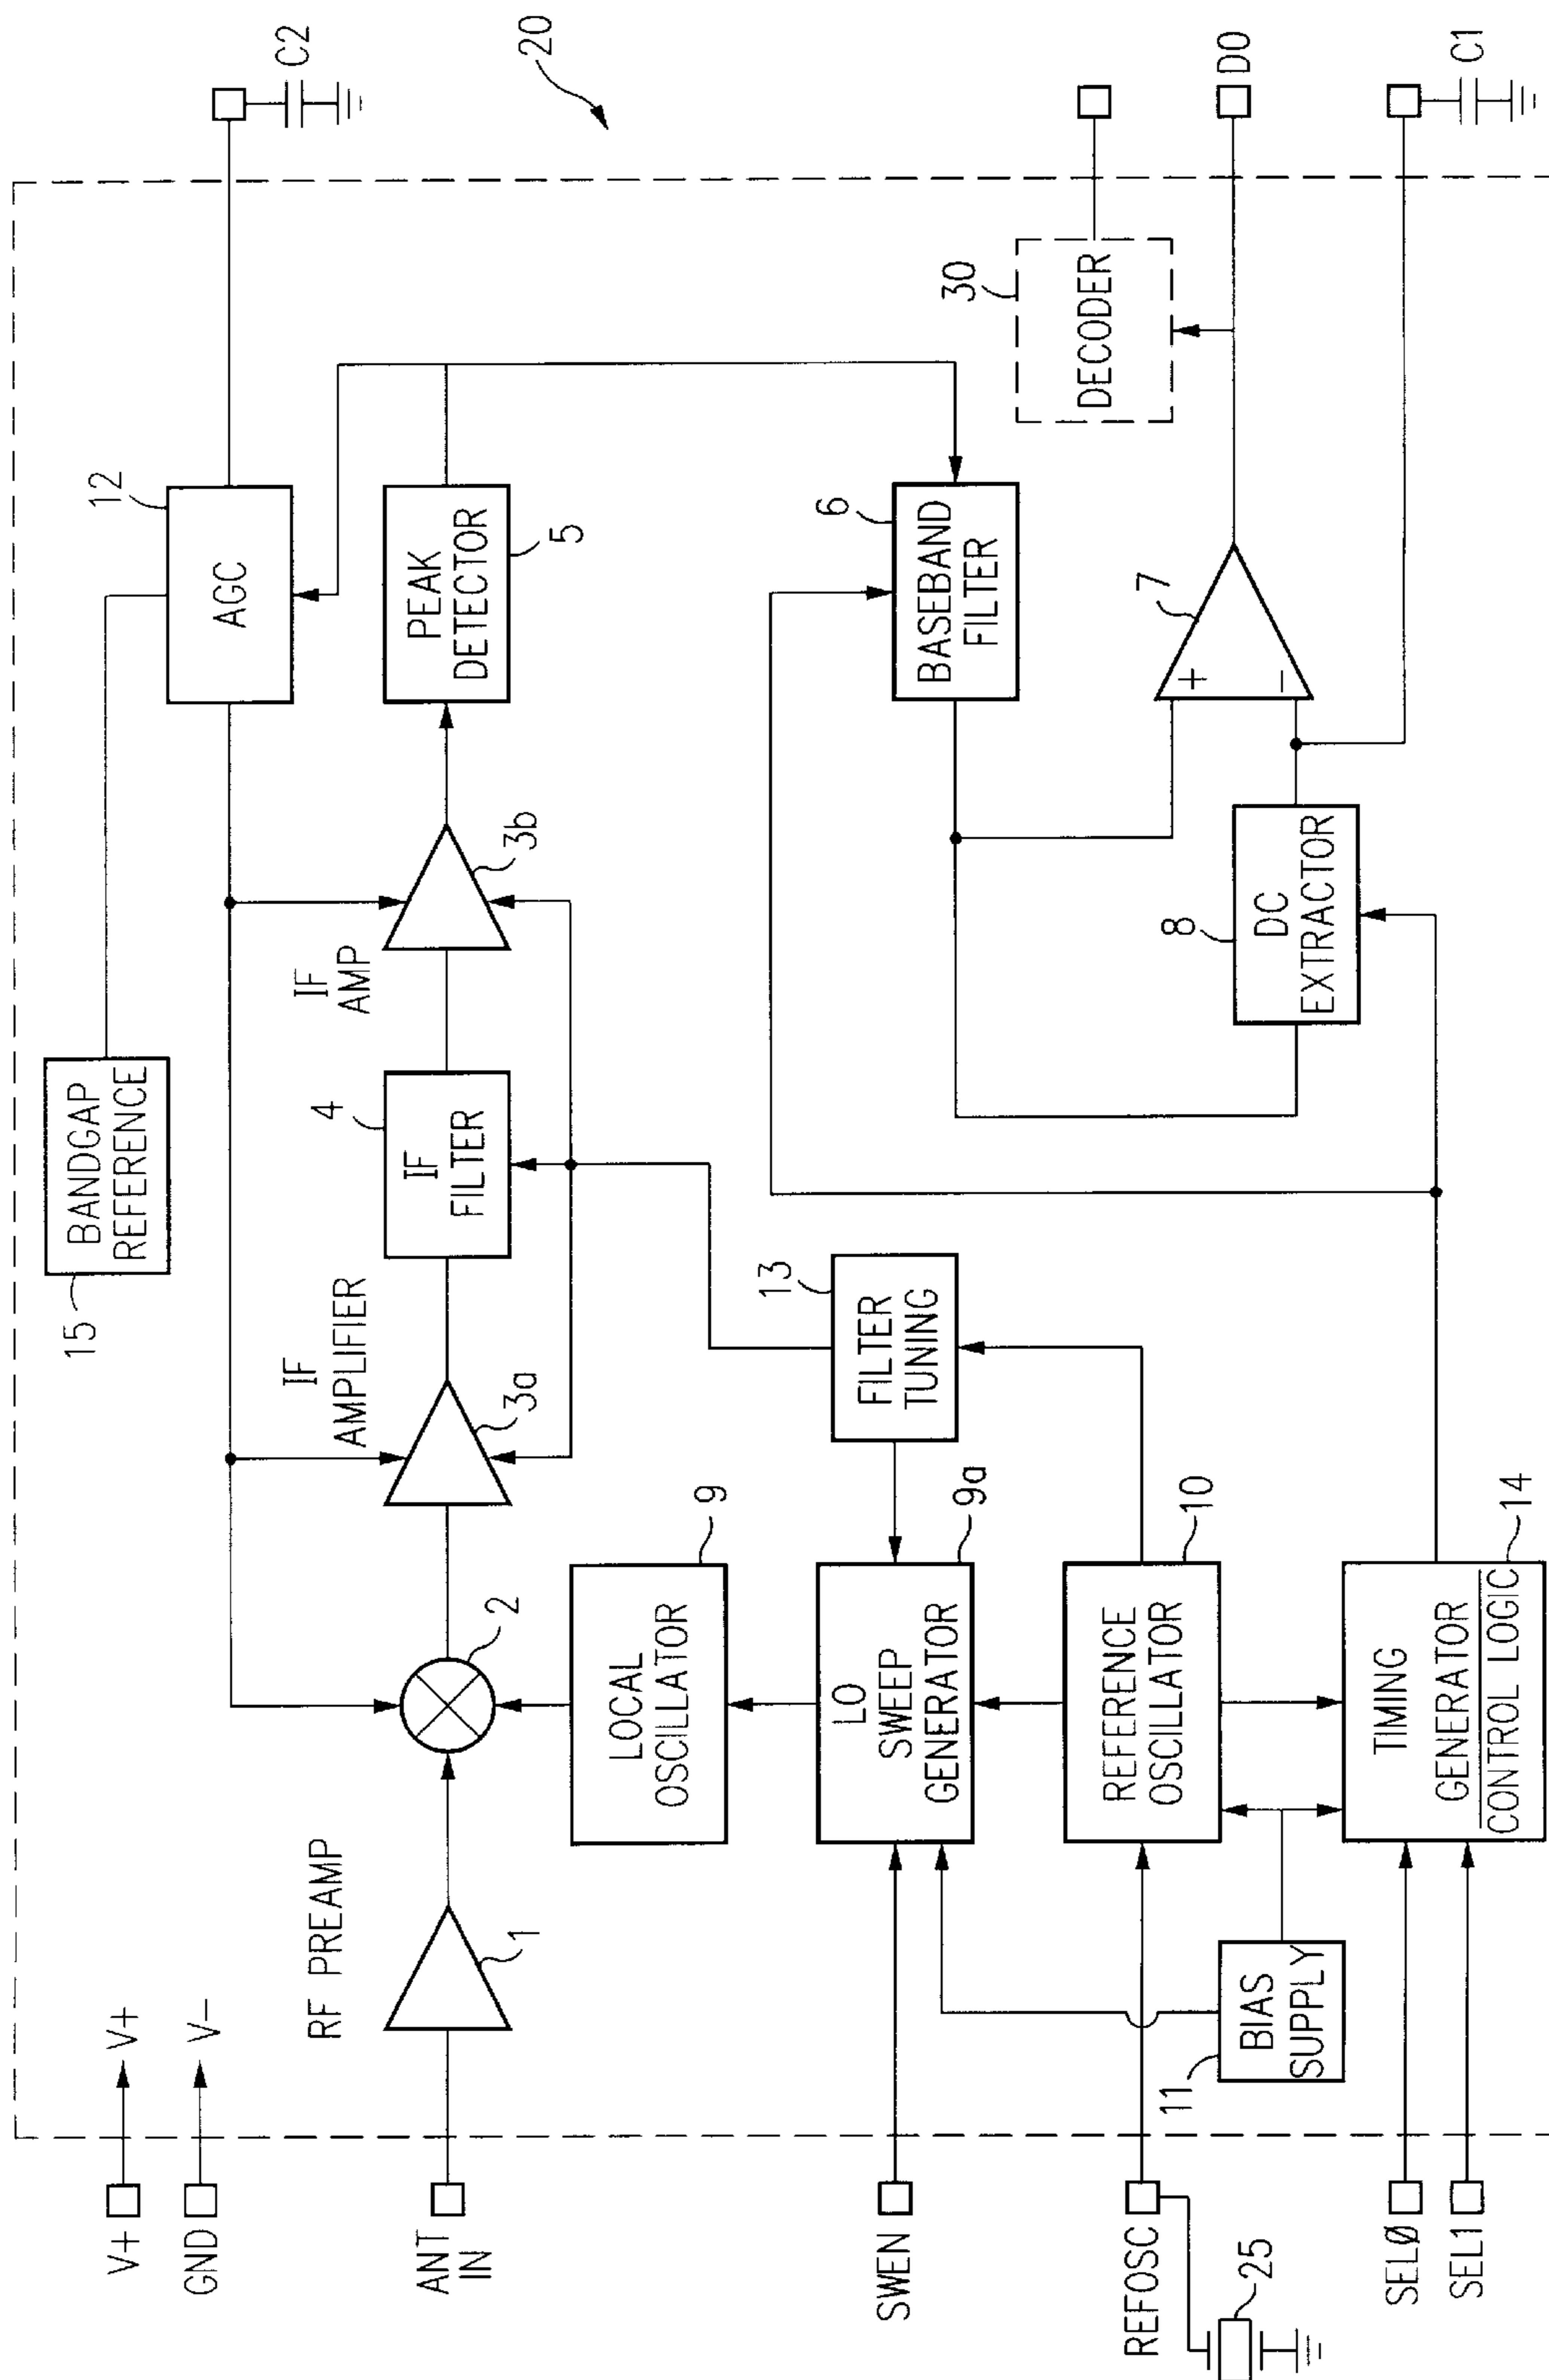 V+
V+
GND
V-
ANT
IN
RF PREAMP
1
2
IF
AMPLIFIER
3a
IF
FILTER
4
IF
AMP
3b
PEAK
DETECTOR
5
AGC
12
C2
BANDGAP
REFERENCE
15
20
LOCAL
OSCILLATOR
9
SWEN
LO
SWEEP
GENERATOR
9a
FILTER
TUNING
13
REFOSC
25
REFERENCE
OSCILLATOR
10
BIAS
SUPPLY
11
SELØ
SEL1
TIMING
GENERATOR
CONTROL LOGIC
14
BASEBAND
FILTER
6
DC
EXTRACTOR
8
+
−
7
DECODER
30
DO
C1